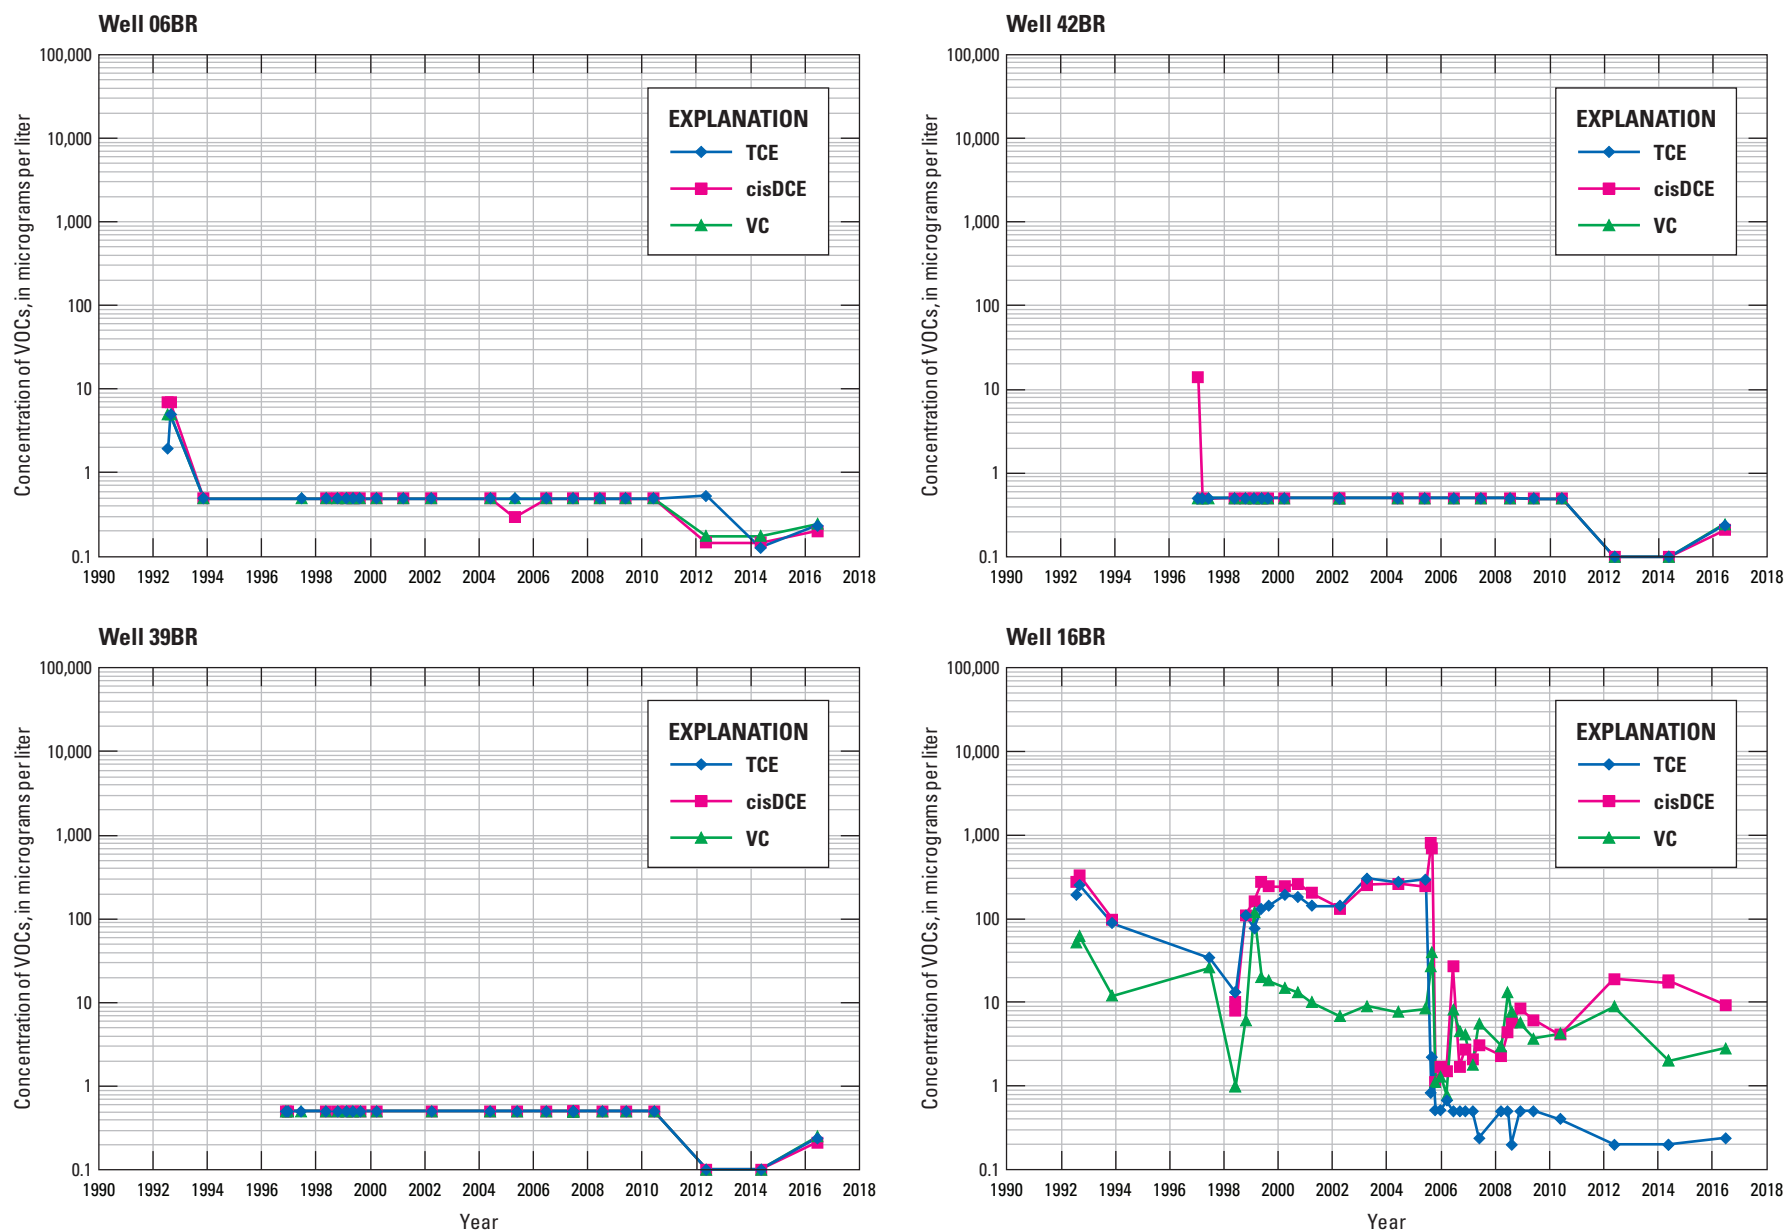 Well 06BR
Concentration of VOCs, in micrograms per liter
100,000
10,000
1,000
100
10
1
0.1
EXPLANATION
TCE
cisDCE
VC
1990 1992 1994 1996 1998 2000 2002 2004 2006 2008 2010 2012 2014 2016 2018
Well 42BR
Concentration of VOCs, in micrograms per liter
100,000
10,000
1,000
100
10
1
0.1
EXPLANATION
TCE
cisDCE
VC
1990 1992 1994 1996 1998 2000 2002 2004 2006 2008 2010 2012 2014 2016 2018
Well 39BR
Concentration of VOCs, in micrograms per liter
100,000
10,000
1,000
100
10
1
0.1
EXPLANATION
TCE
cisDCE
VC
1990 1992 1994 1996 1998 2000 2002 2004 2006 2008 2010 2012 2014 2016 2018
Year
Well 16BR
Concentration of VOCs, in micrograms per liter
100,000
10,000
1,000
100
10
1
0.1
EXPLANATION
TCE
cisDCE
VC
1990 1992 1994 1996 1998 2000 2002 2004 2006 2008 2010 2012 2014 2016 2018
Year